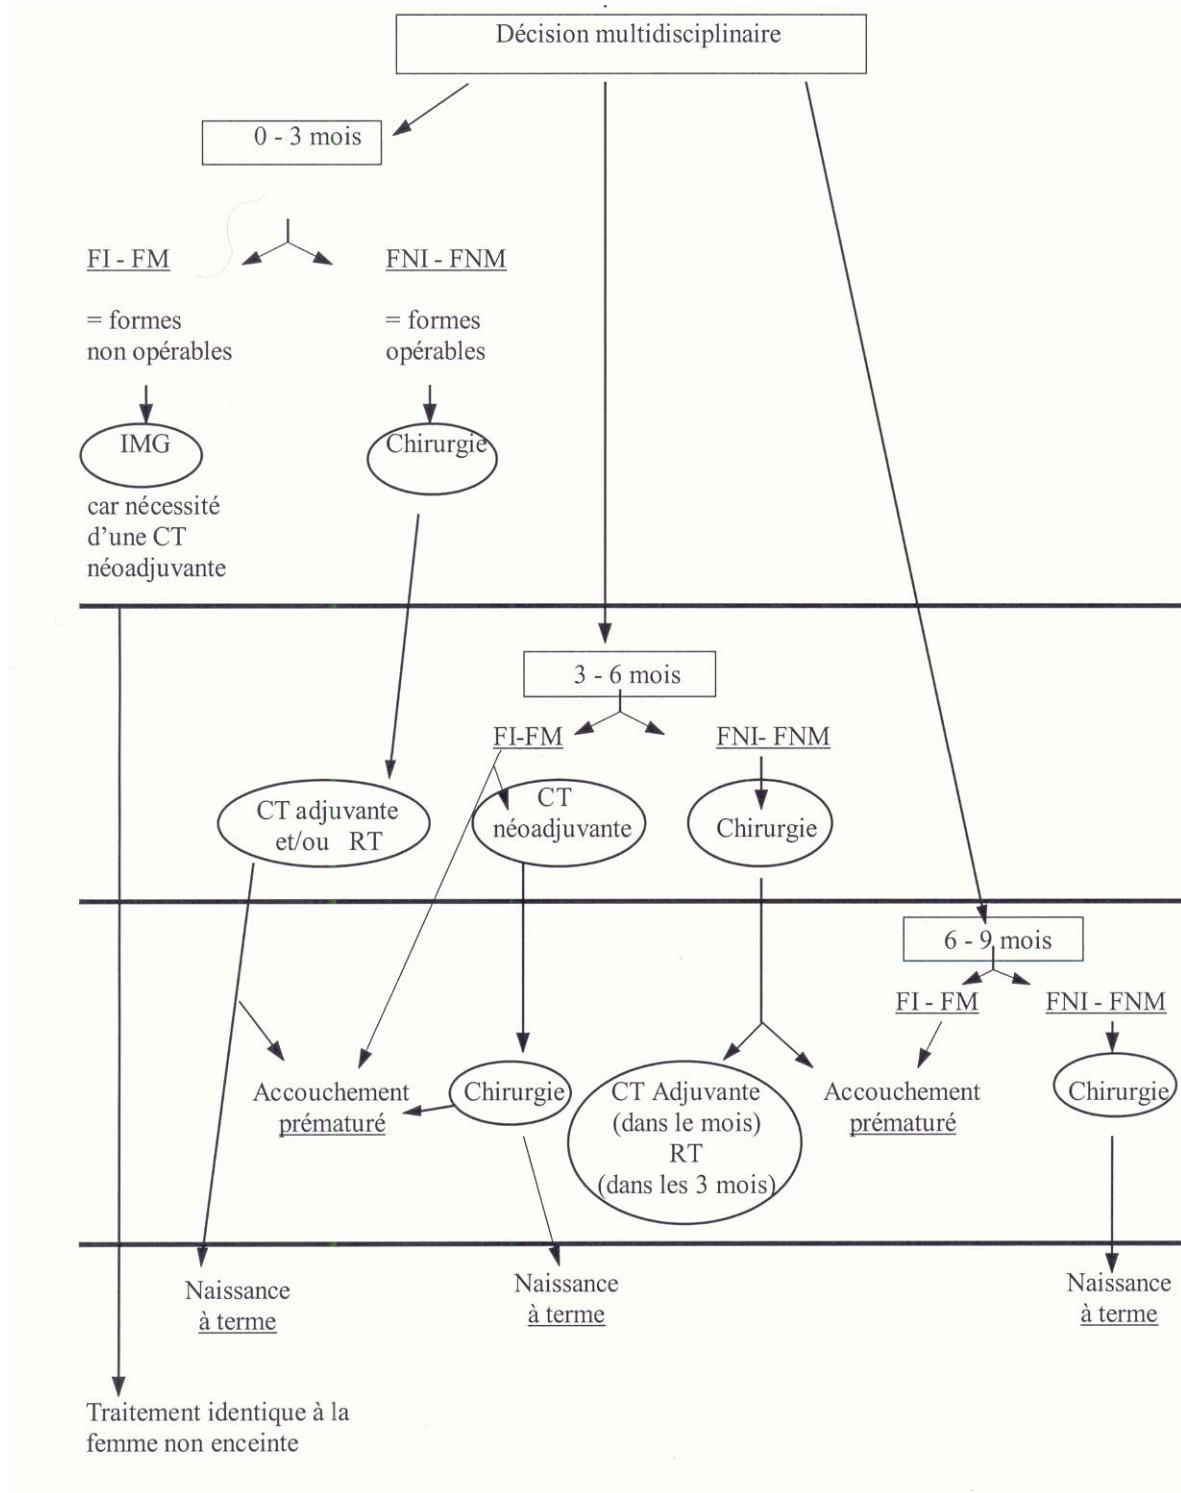 Décision multidisciplinaire
0 - 3 mois
FI - FM
= formes
non opérables
IMG
car nécessité
d'une CT
néoadjuvante
FNI - FNM
= formes
opérables
Chirurgie
3 - 6 mois
FI-FM
FNI- FNM
CT adjuvante
et/ou RT
CT
néoadjuvante
Chirurgie
6 - 9 mois
FI - FM
FNI - FNM
Accouchement
prématuré
Chirurgie
CT Adjuvante
(dans le mois)
RT
(dans les 3 mois)
Accouchement
prématuré
Chirurgie
Naissance
à terme
Naissance
à terme
Naissance
à terme
Traitement identique à la
femme non enceinte